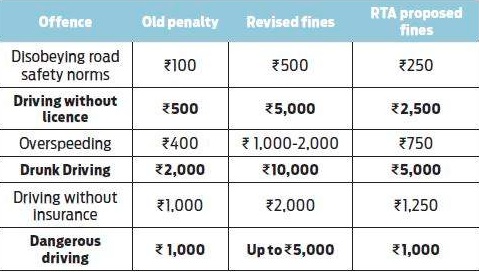 Offence Old penalty Revised fines RTA proposed fines
Disobeying road safety norms ₹100 ₹500 ₹250
Driving without licence ₹500 ₹5,000 ₹2,500
Overspeeding ₹400 ₹1,000-2,000 ₹750
Drunk Driving ₹2,000 ₹10,000 ₹5,000
Driving without insurance ₹1,000 ₹2,000 ₹1,250
Dangerous driving ₹1,000 Up to ₹5,000 ₹1,000